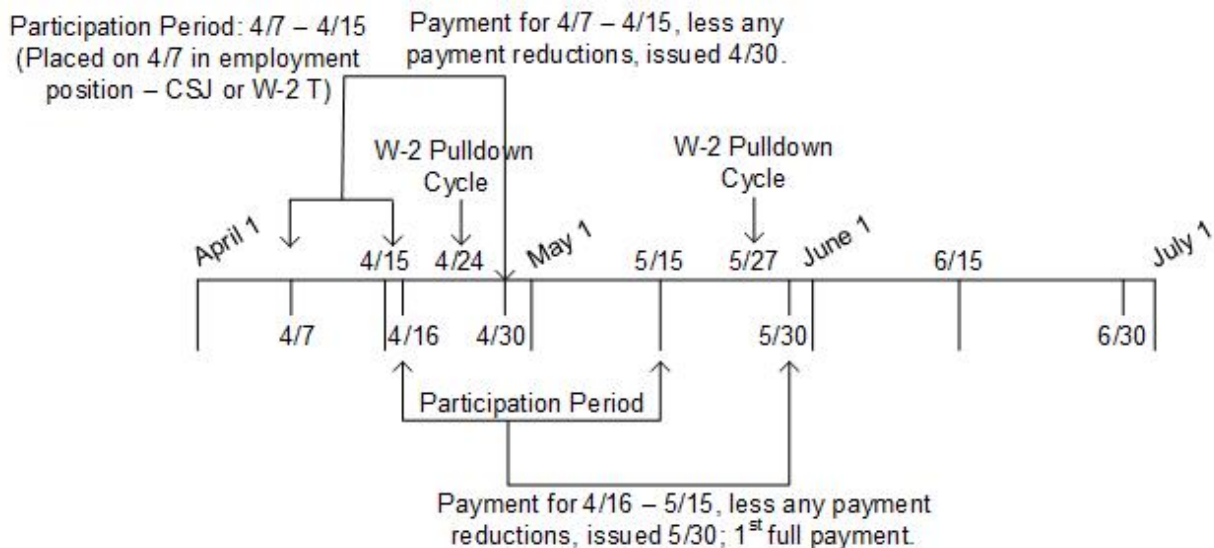 Participation Period: 4/7 – 4/15
(Placed on 4/7 in employment
position – CSJ or W-2 T)
Payment for 4/7 – 4/15, less any
payment reductions, issued 4/30.
W-2 Pulldown
Cycle
W-2 Pulldown
Cycle
April 1
4/15
4/24
May 1
5/15
5/27
June 1
6/15
July 1
4/7
4/16
4/30
5/30
6/30
Participation Period
Payment for 4/16 – 5/15, less any payment
reductions, issued 5/30; 1st full payment.